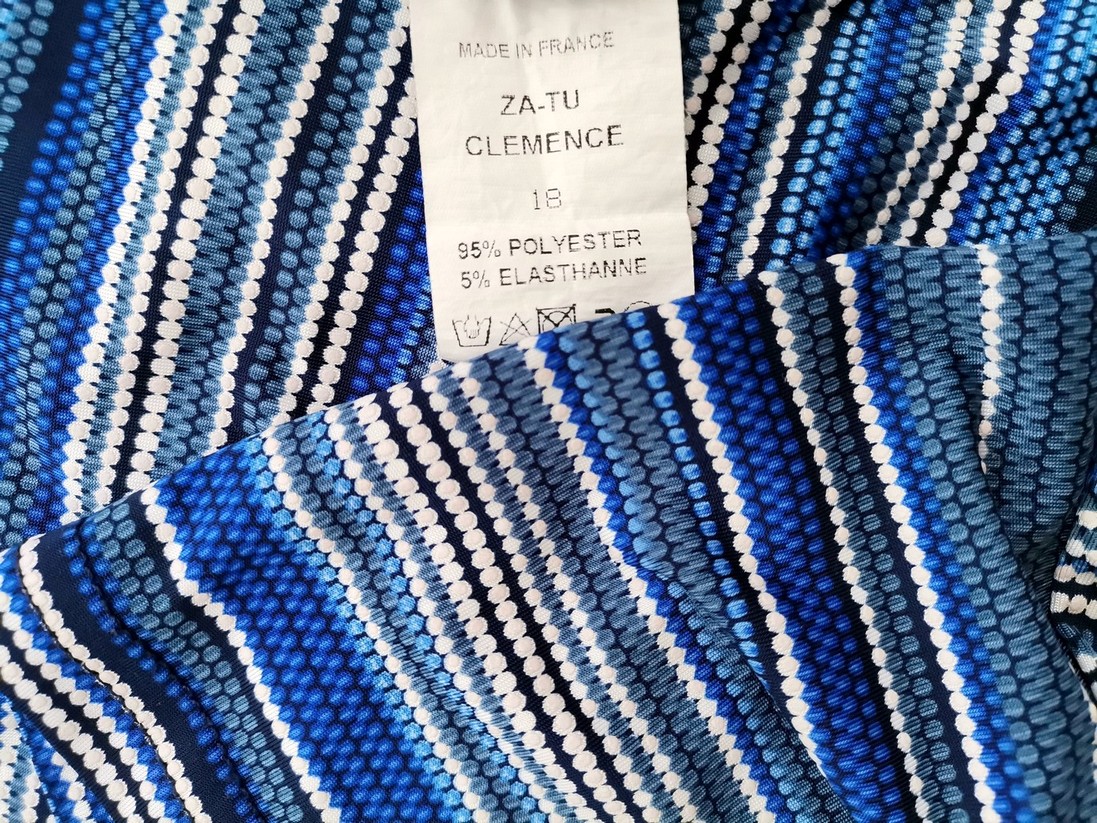 MADE IN FRANCE
ZA-TU
CLEMENCE
18
95% POLYESTER
5% ELASTHANNE